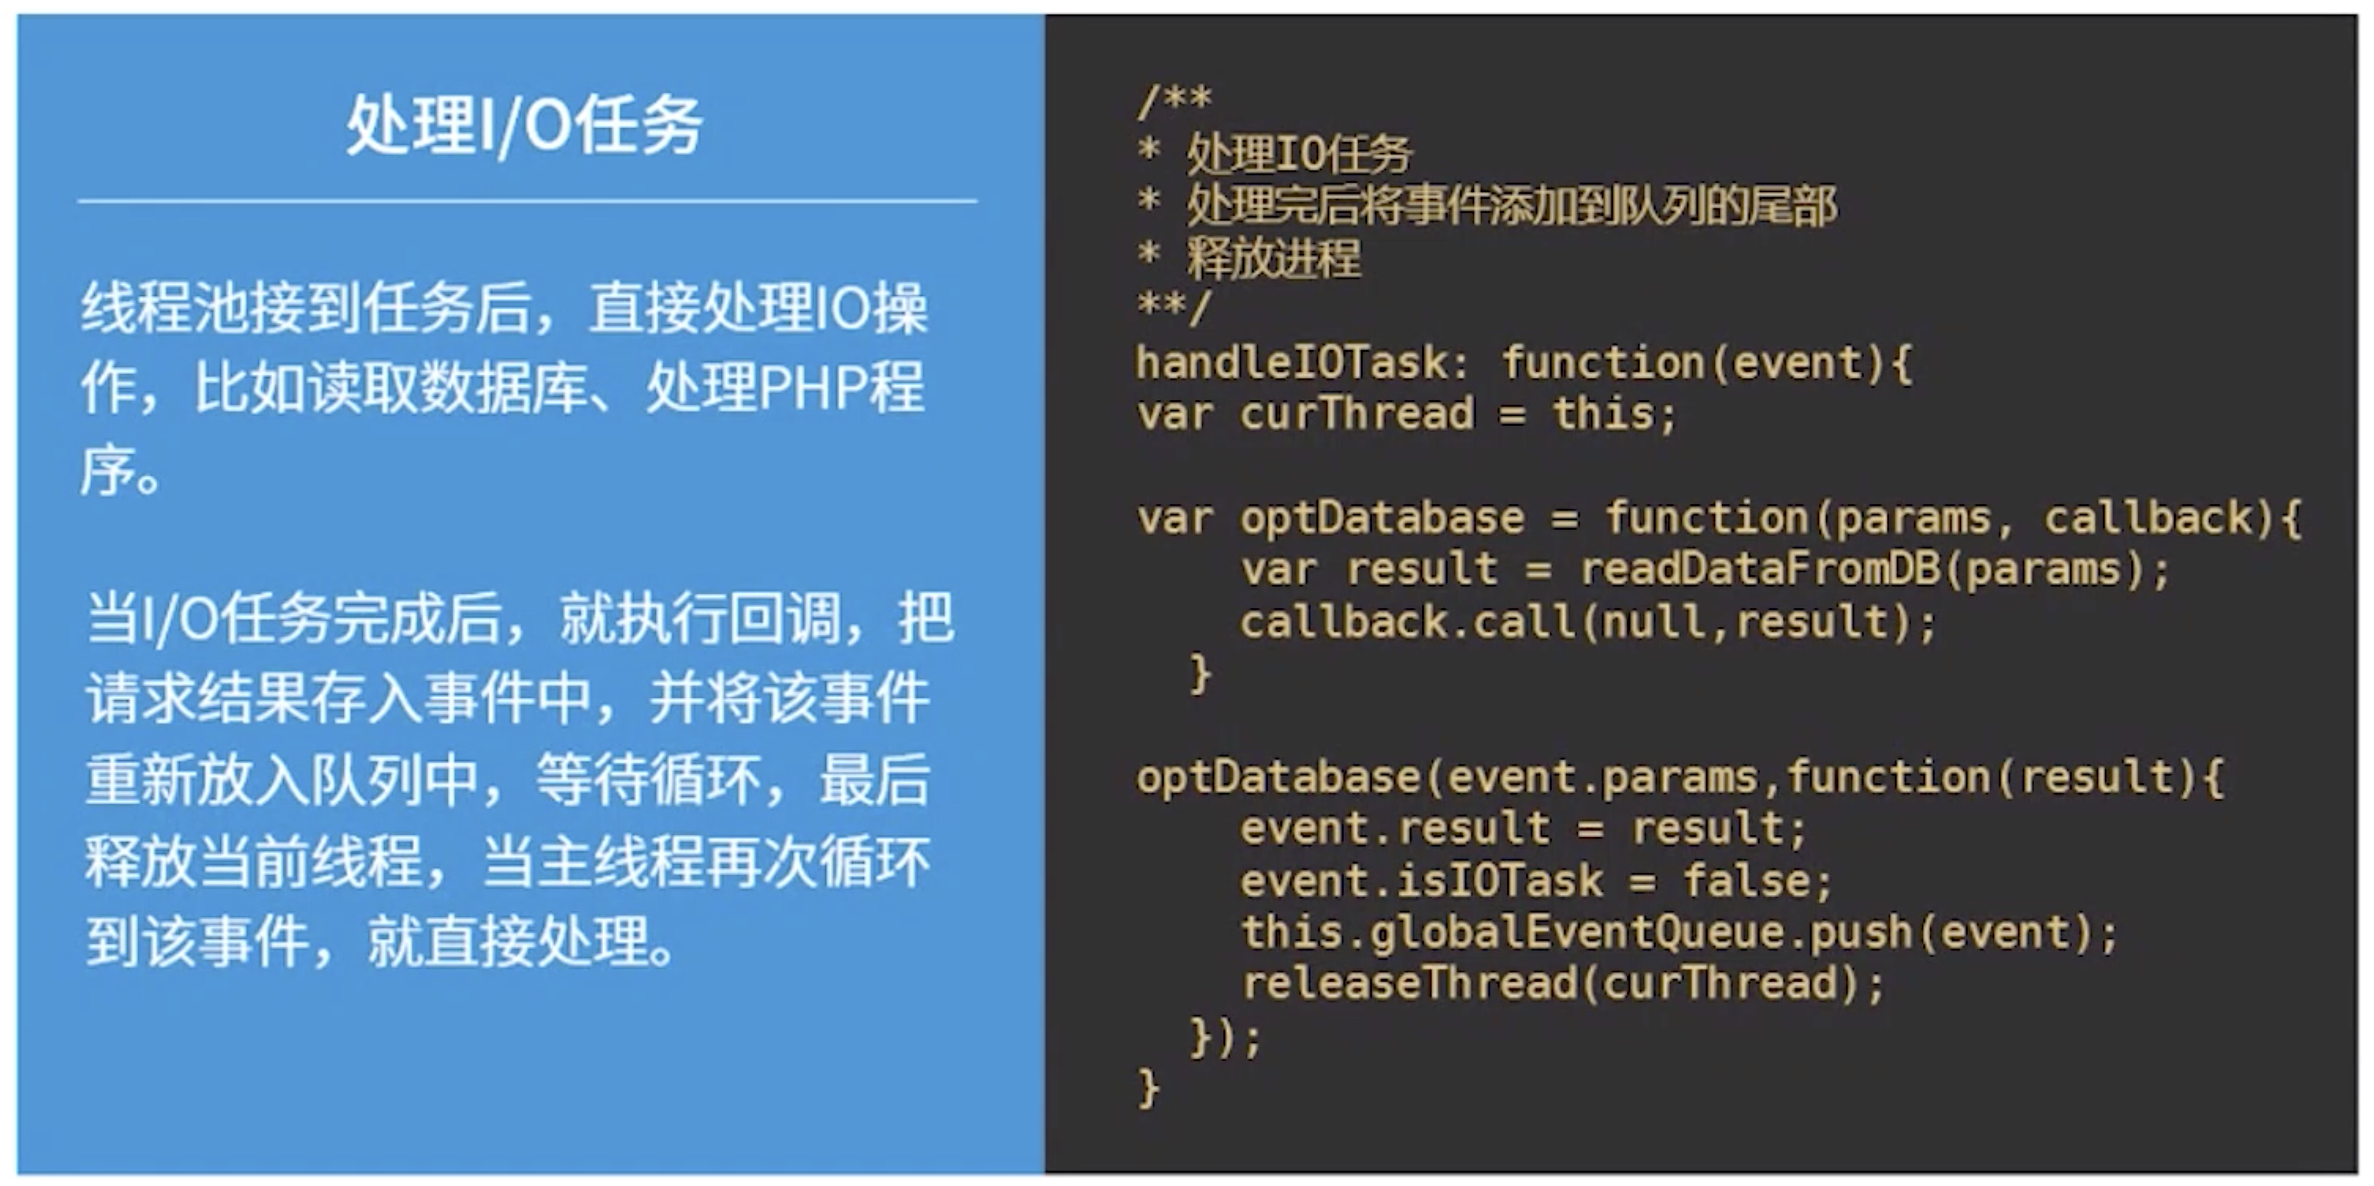 处理I/O任务
线程池接到任务后，直接处理IO操
作，比如读取数据库、处理PHP程
序。
当I/O任务完成后，就执行回调，把
请求结果存入事件中，并将该事件
重新放入队列中，等待循环，最后
释放当前线程，当主线程再次循环
到该事件，就直接处理。
/**
* 处理IO任务
* 处理完后将事件添加到队列的尾部
* 释放进程
**/
handleIOTask: function(event){
var curThread = this;
var optDatabase = function(params, callback){
    var result = readDataFromDB(params);
    callback.call(null,result);
  }
optDatabase(event.params,function(result){
    event.result = result;
    event.isIOTask = false;
    this.globalEventQueue.push(event);
    releaseThread(curThread);
  });
}